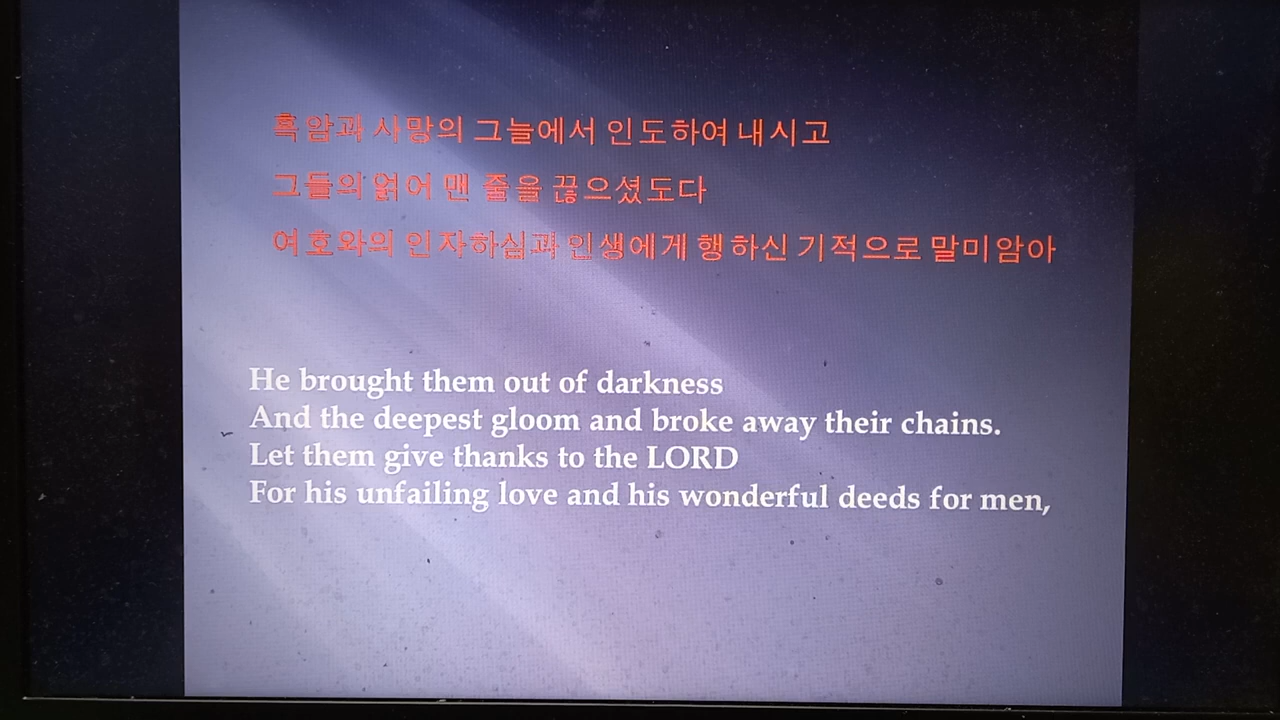 흑암과 사망의 그늘에서 인도하여 내시고
그들의 얽어 맨 줄을 끊으셨도다
여호와의 인자하심과 인생에게 행하신 기적으로 말미암아
He brought them out of darkness
And the deepest gloom and broke away their chains.
Let them give thanks to the LORD
For his unfailing love and his wonderful deeds for men,